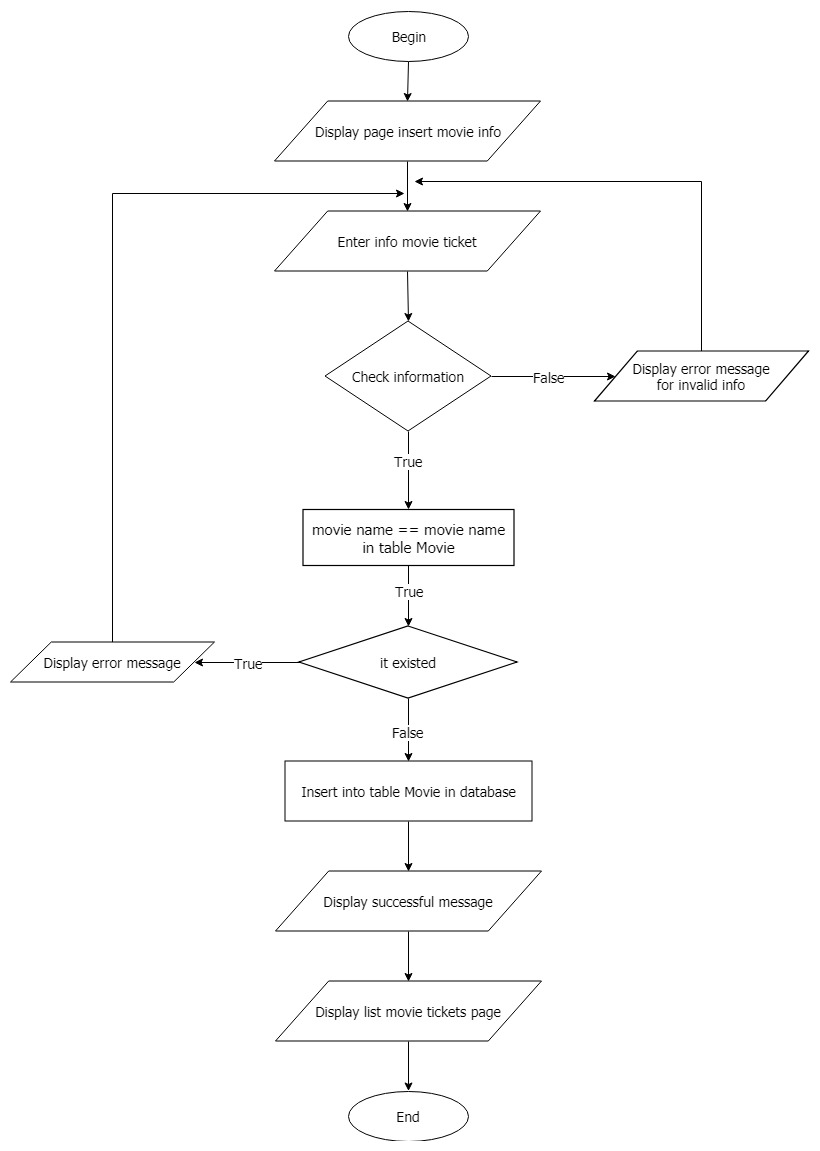 Begin
Display page insert movie info
Enter info movie ticket
Check information
False
Display error message
for invalid info
True
movie name == movie name
in table Movie
True
it existed
True
Display error message
False
Insert into table Movie in database
Display successful message
Display list movie tickets page
End